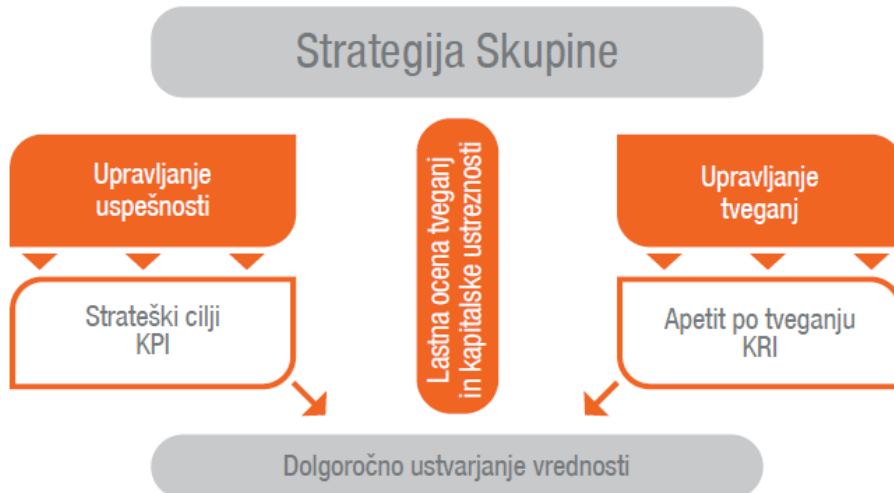 Strategija Skupine
Upravljanje
uspešnosti
Strateški cilji
KPI
Lastna ocena tveganj
in kapitalske ustreznosti
Upravljanje
tveganj
Apetit po tveganju
KRI
Dolgoročno ustvarjanje vrednosti